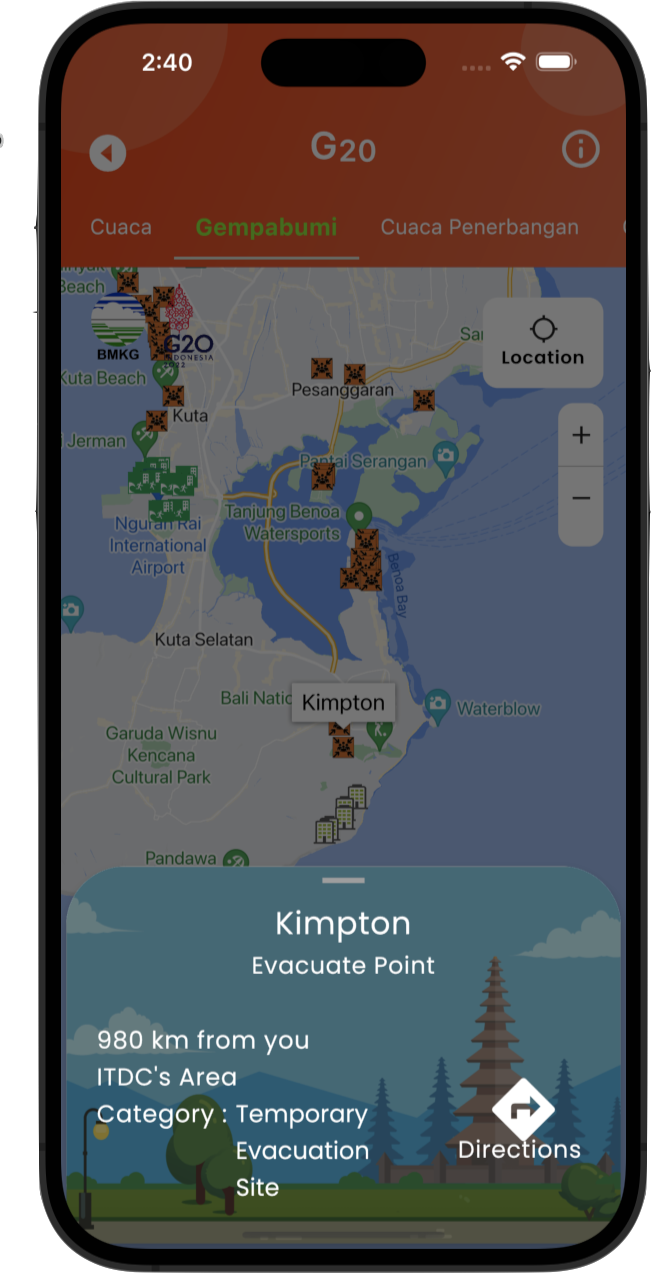 2:40
G20
Cuaca
Gempabumi
Cuaca Penerbangan
Beach
BMKG
G20
INDONESIA
2022
Location
Kuta Beach
Pesanggaran
Kuta
Jerman
+
Pantai Serangan
−
Tanjung Benoa
Watersports
Ngurah Rai
International
Airport
Benoa Bay
Kuta Selatan
Bali Natio
Kimpton
Waterblow
Garuda Wisnu
Kencana
Cultural Park
Pandawa
Kimpton
Evacuate Point
980 km from you
ITDC's Area
Category : Temporary
Evacuation
Site
Directions